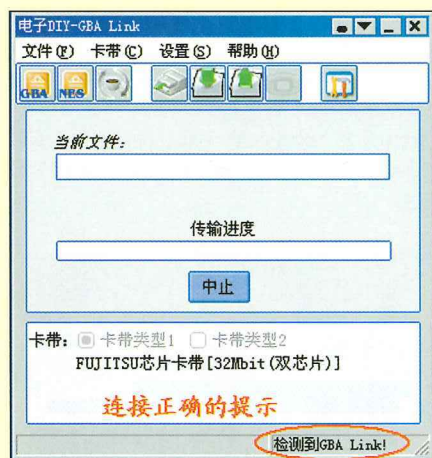 电子DIY-GBA Link
文件(F) 卡带(C) 设置(S) 帮助(H)
GBA NES
当前文件:
传输进度
中止
卡带: 卡带类型1 卡带类型2
FUJITSU芯片卡带[32Mbit(双芯片)]
连接正确的提示
检测到GBA Link!